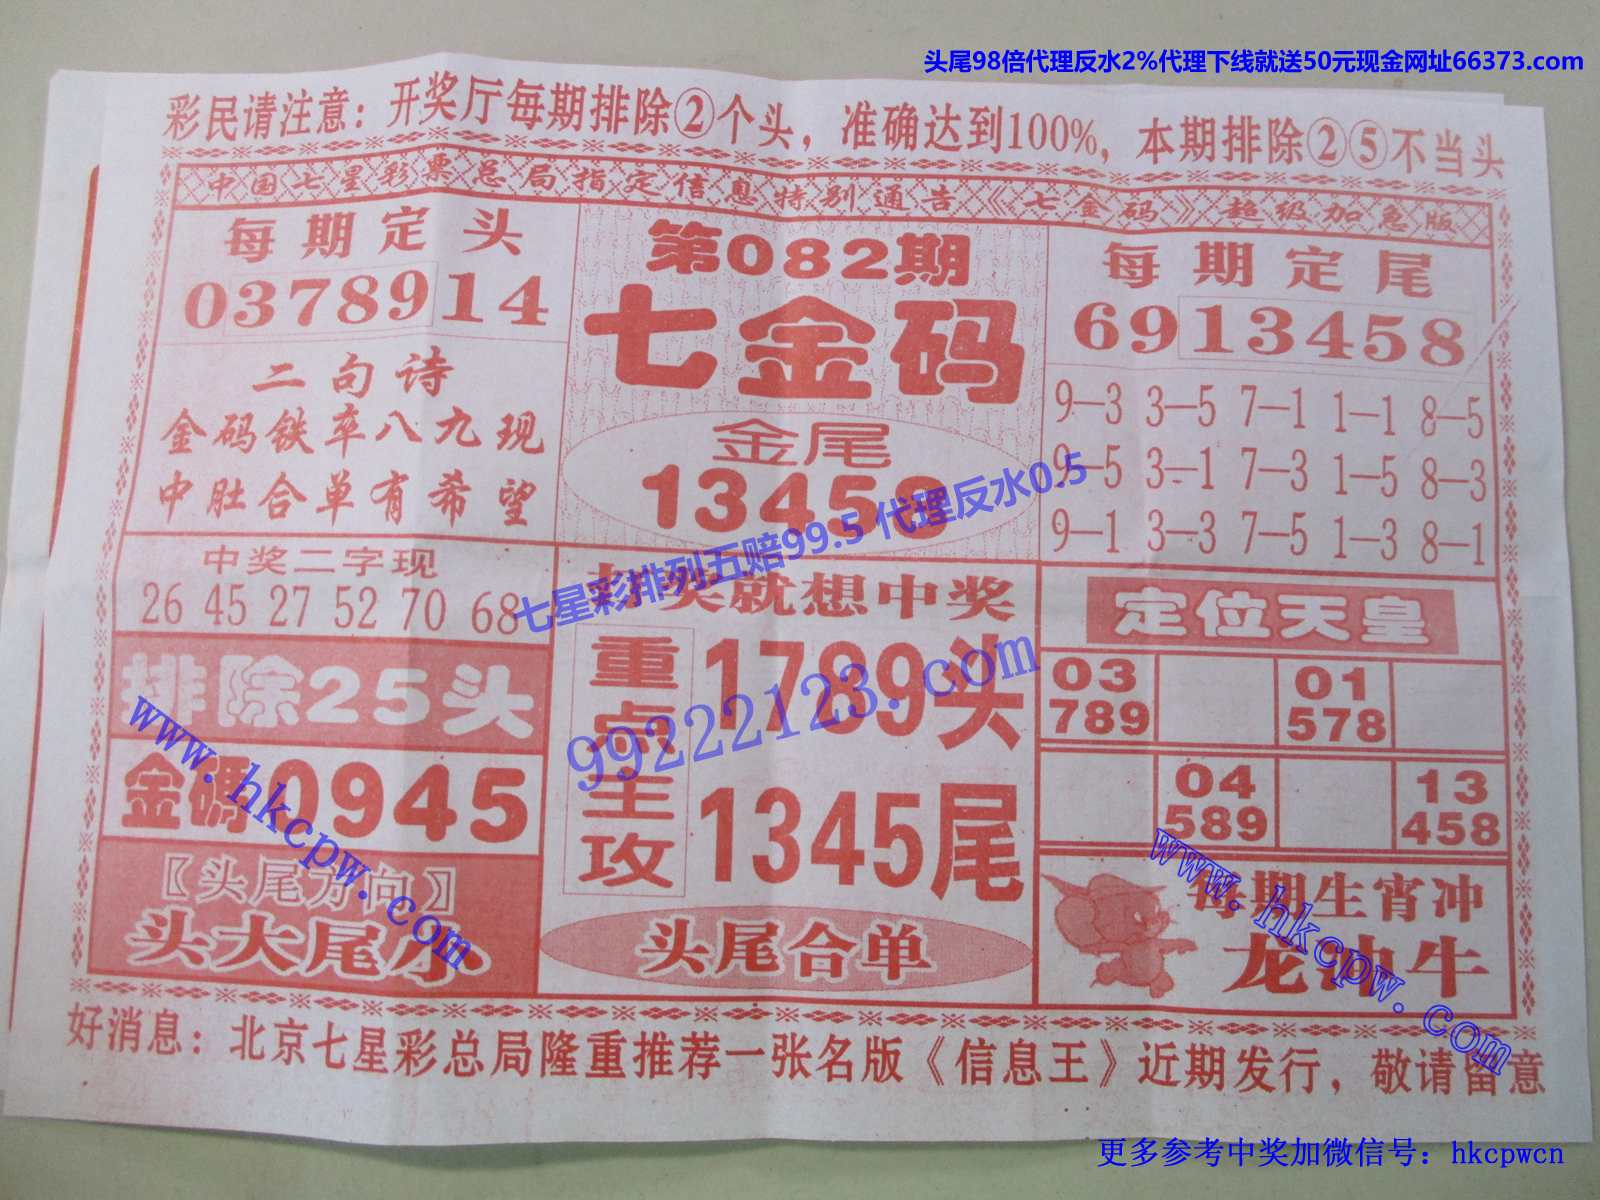 头尾98倍代理反水2%代理下线就送50元现金网址66373.com
彩民请注意：开奖厅每期排除②个头，准确达到100%，本期排除②⑤不当头
中国七星彩票总局指定信息特别通告《七金码》超级加急版
每期定头
0378914
二句诗
金码铁卒八九现
中肚合单有希望
中奖二字现
26 45 27 52 70 68
排除25头
金碼0945
〖头尾方向〗
头大尾小
第082期
七金码
金尾
13458
七星彩排列五赔99.5 代理反水0.5
奖就想中奖
重点主攻
1789头
1345尾
99222123.com
头尾合单
每期定尾
6913458
9—3 3—5 7—1 1—1 8—5
9—5 3—1 7—3 1—5 8—3
9—1 3—3 7—5 1—3 8—1
定位天皇
03 01
789 578
04 13
589 458
每期生肖冲
龙冲牛
www.hkcpw.com
www.hkcpw.com
好消息：北京七星彩总局隆重推荐一张名版《信息王》近期发行，敬请留意
更多参考中奖加微信号：hkcpwcn